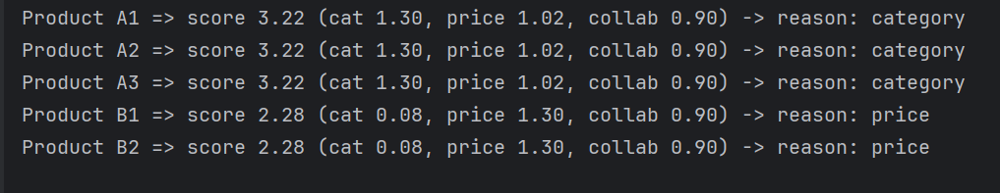 Product A1 => score 3.22 (cat 1.30, price 1.02, collab 0.90) -> reason: category
Product A2 => score 3.22 (cat 1.30, price 1.02, collab 0.90) -> reason: category
Product A3 => score 3.22 (cat 1.30, price 1.02, collab 0.90) -> reason: category
Product B1 => score 2.28 (cat 0.08, price 1.30, collab 0.90) -> reason: price
Product B2 => score 2.28 (cat 0.08, price 1.30, collab 0.90) -> reason: price